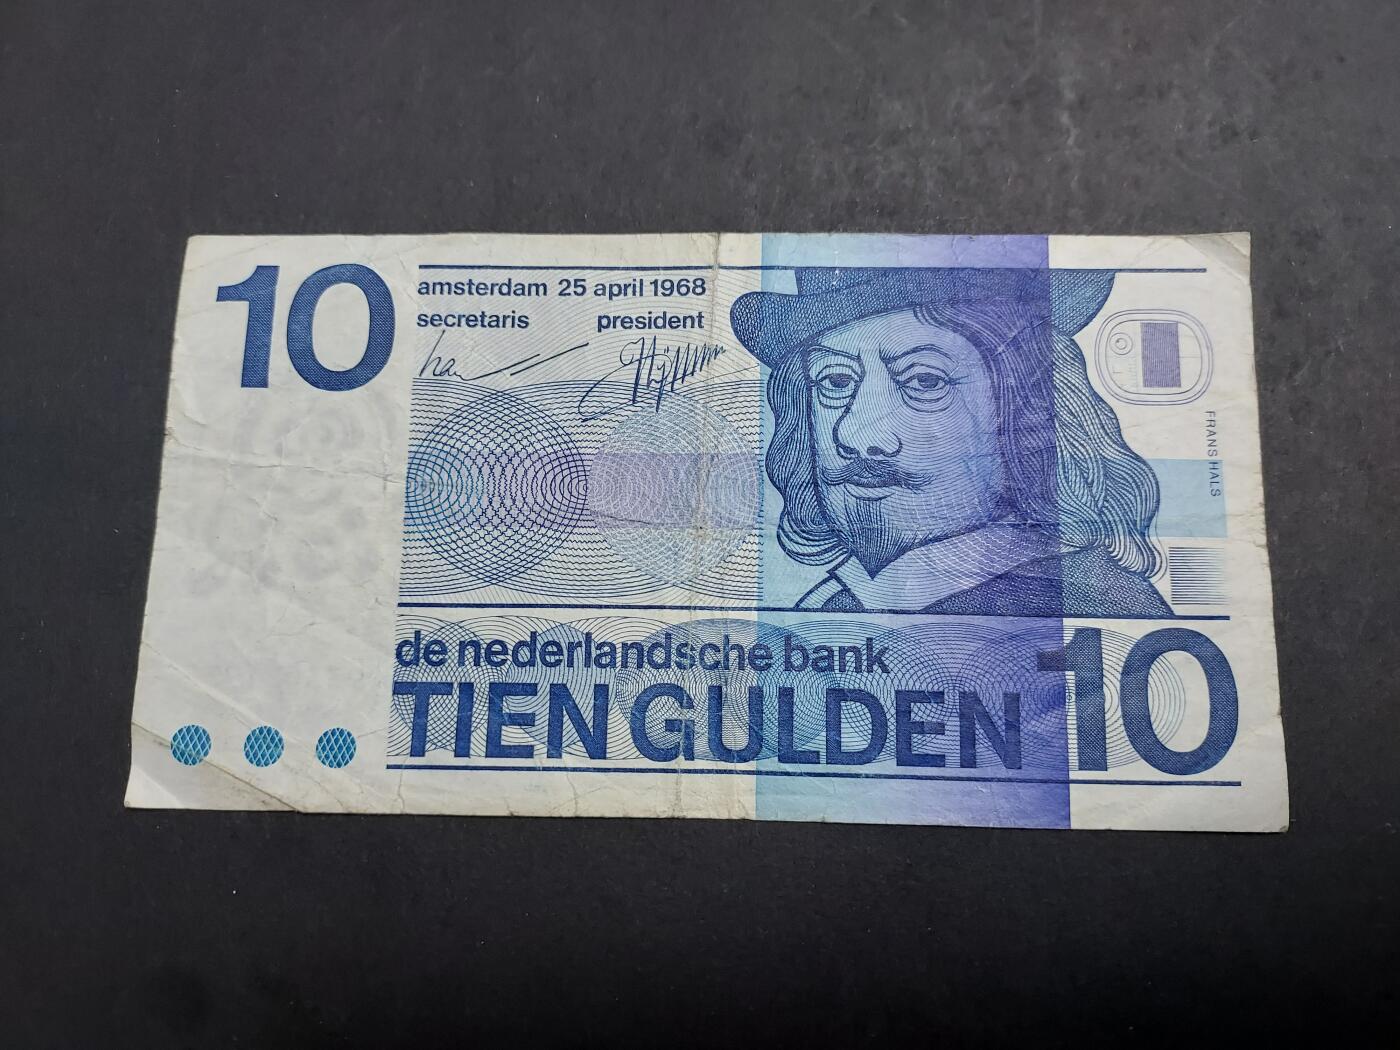 10
amsterdam 25 april 1968
secretaris president
FRANS HALS
de nederlandsche bank
TIEN GULDEN 10